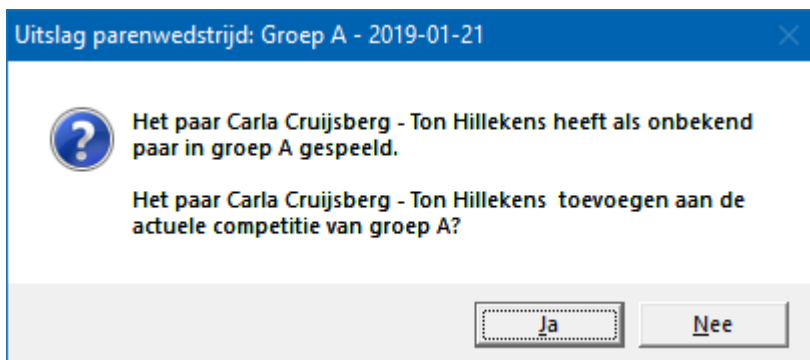 Uitslag parenwedstrijd: Groep A - 2019-01-21
Het paar Carla Cruijsberg - Ton Hillekens heeft als onbekend
paar in groep A gespeeld.
Het paar Carla Cruijsberg - Ton Hillekens  toevoegen aan de
actuele competitie van groep A?
Ja
Nee